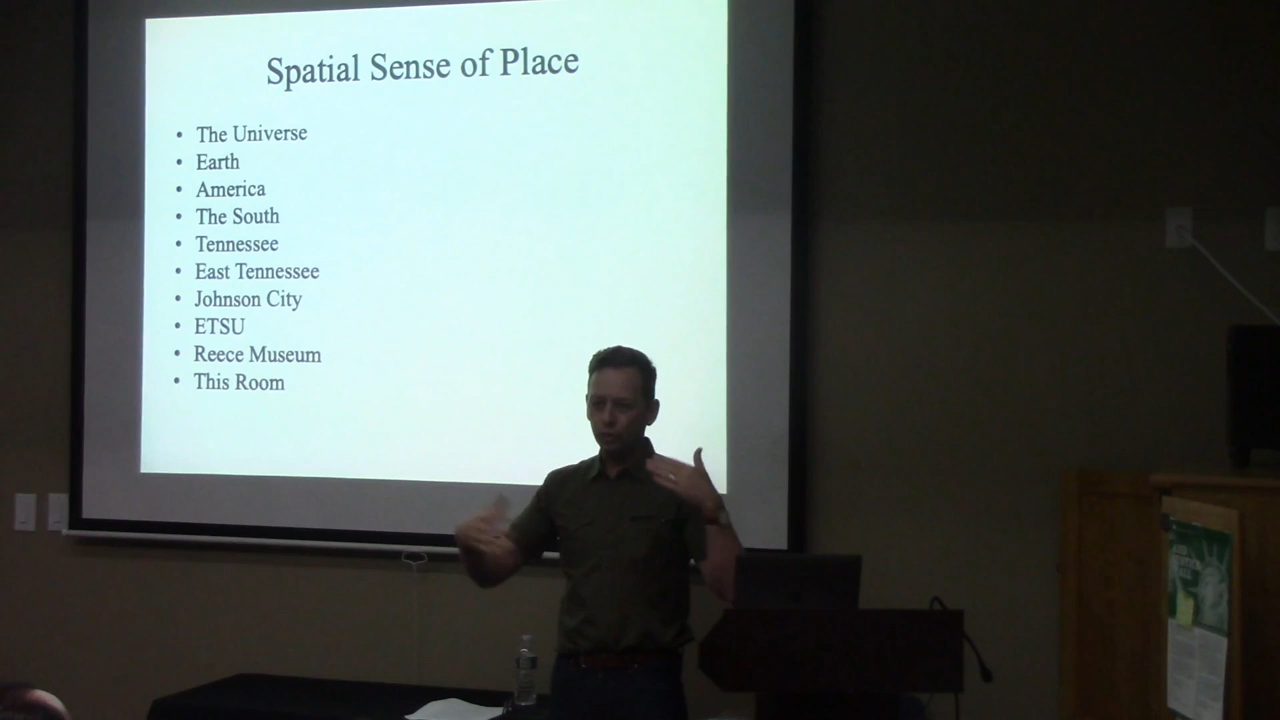 Spatial Sense of Place
• The Universe
• Earth
• America
• The South
• Tennessee
• East Tennessee
• Johnson City
• ETSU
• Reece Museum
• This Room